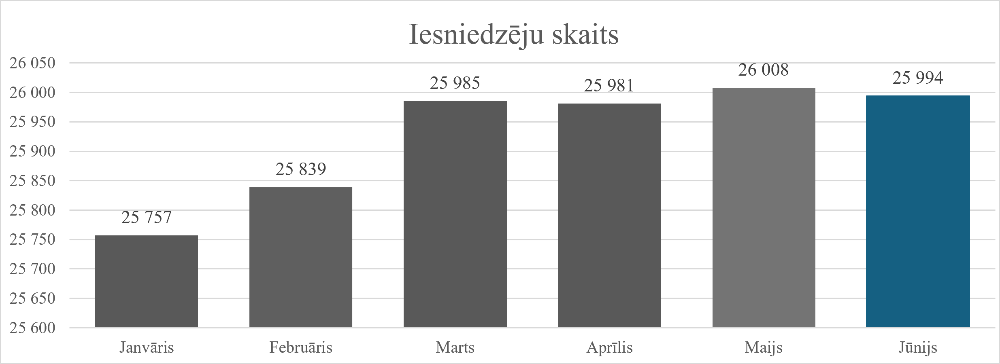 Iesniedzēju skaits
26 050
26 000
25 950
25 900
25 850
25 800
25 750
25 700
25 650
25 600
25 757
25 839
25 985
25 981
26 008
25 994
Janvāris
Februāris
Marts
Aprīlis
Maijs
Jūnijs